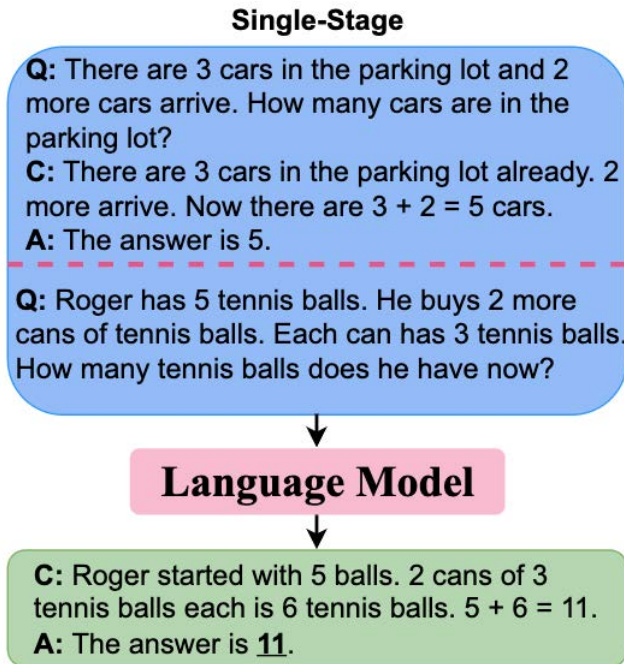 Single-Stage
Q: There are 3 cars in the parking lot and 2
more cars arrive. How many cars are in the
parking lot?
C: There are 3 cars in the parking lot already. 2
more arrive. Now there are 3 + 2 = 5 cars.
A: The answer is 5.
Q: Roger has 5 tennis balls. He buys 2 more
cans of tennis balls. Each can has 3 tennis balls.
How many tennis balls does he have now?
Language Model
C: Roger started with 5 balls. 2 cans of 3
tennis balls each is 6 tennis balls. 5 + 6 = 11.
A: The answer is 11.